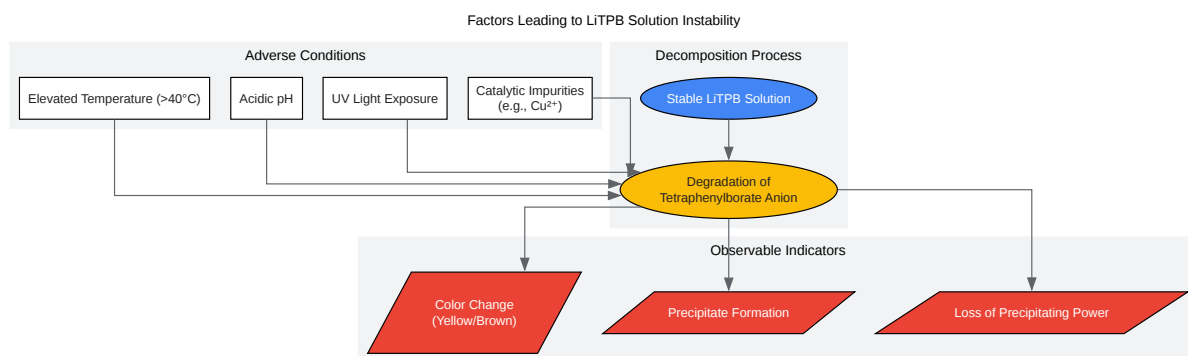 Factors Leading to LiTPB Solution Instability
Adverse Conditions
Decomposition Process
Elevated Temperature (>40°C)
Acidic pH
UV Light Exposure
Catalytic Impurities
(e.g., Cu²⁺)
Stable LiTPB Solution
Degradation of
Tetraphenylborate Anion
Observable Indicators
Color Change
(Yellow/Brown)
Precipitate Formation
Loss of Precipitating Power